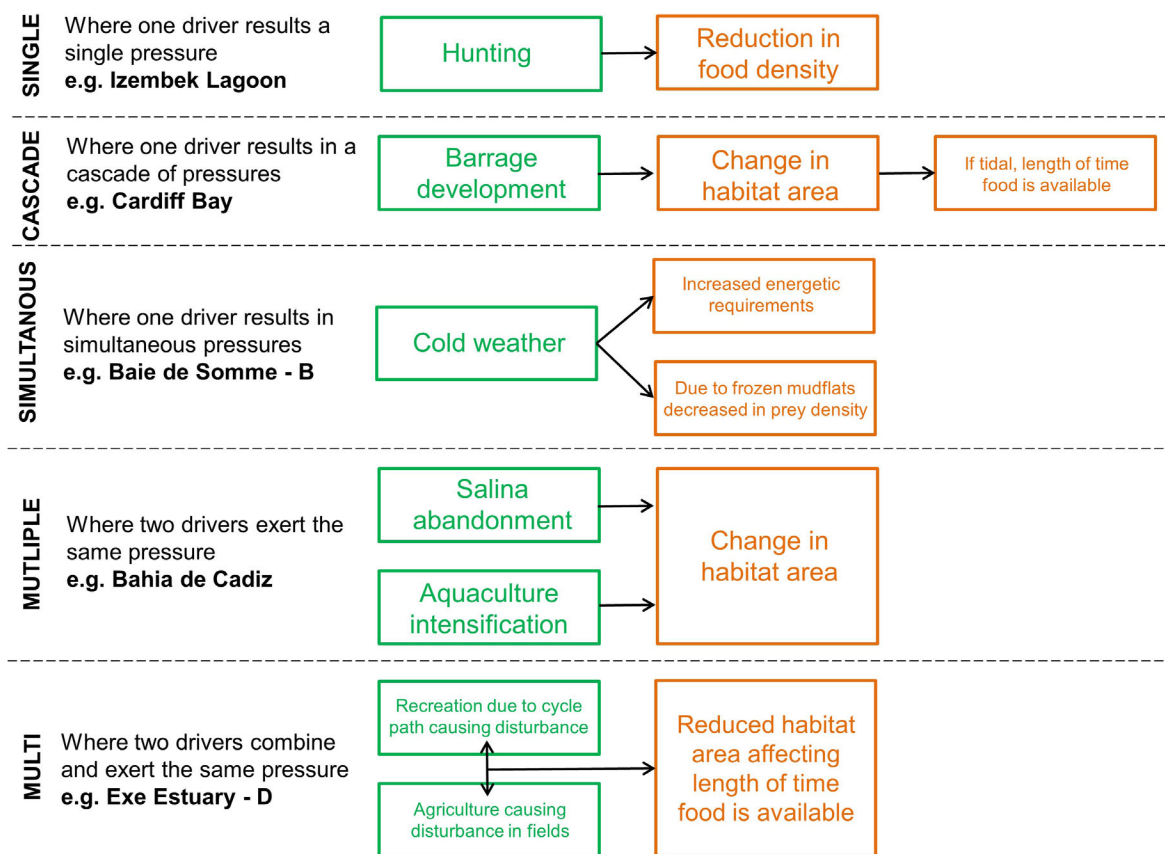 SINGLE
Where one driver results a
single pressure
e.g. Izembek Lagoon
Hunting
Reduction in
food density
CASCADE
Where one driver results in a
cascade of pressures
e.g. Cardiff Bay
Barrage
development
Change in
habitat area
If tidal, length of time
food is available
SIMULTANOUS
Where one driver results in
simultaneous pressures
e.g. Baie de Somme - B
Cold weather
Increased energetic
requirements
Due to frozen mudflats
decreased in prey density
MUTLIPLE
Where two drivers exert the
same pressure
e.g. Bahia de Cadiz
Salina
abandonment
Aquaculture
intensification
Change in
habitat area
MULTI
Where two drivers combine
and exert the same pressure
e.g. Exe Estuary - D
Recreation due to cycle
path causing disturbance
Agriculture causing
disturbance in fields
Reduced habitat
area affecting
length of time
food is available